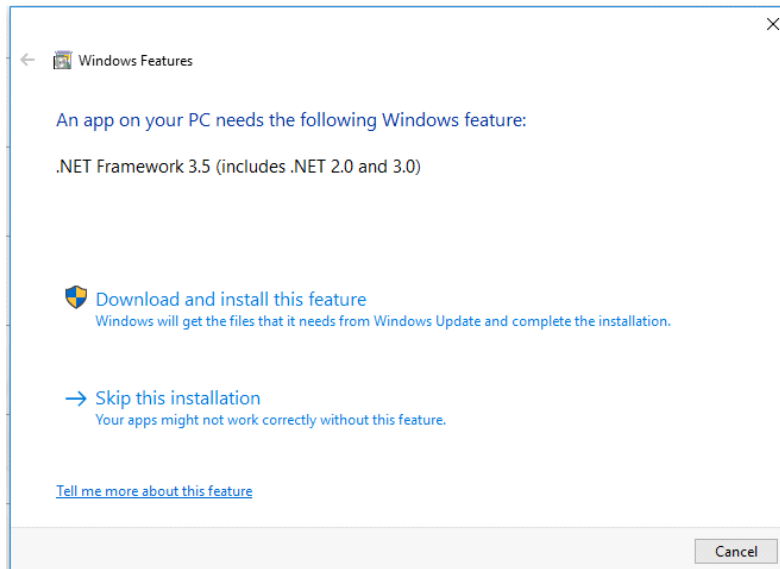 Windows Features
An app on your PC needs the following Windows feature:
.NET Framework 3.5 (includes .NET 2.0 and 3.0)
Download and install this feature
Windows will get the files that it needs from Windows Update and complete the installation.
Skip this installation
Your apps might not work correctly without this feature.
Tell me more about this feature
Cancel